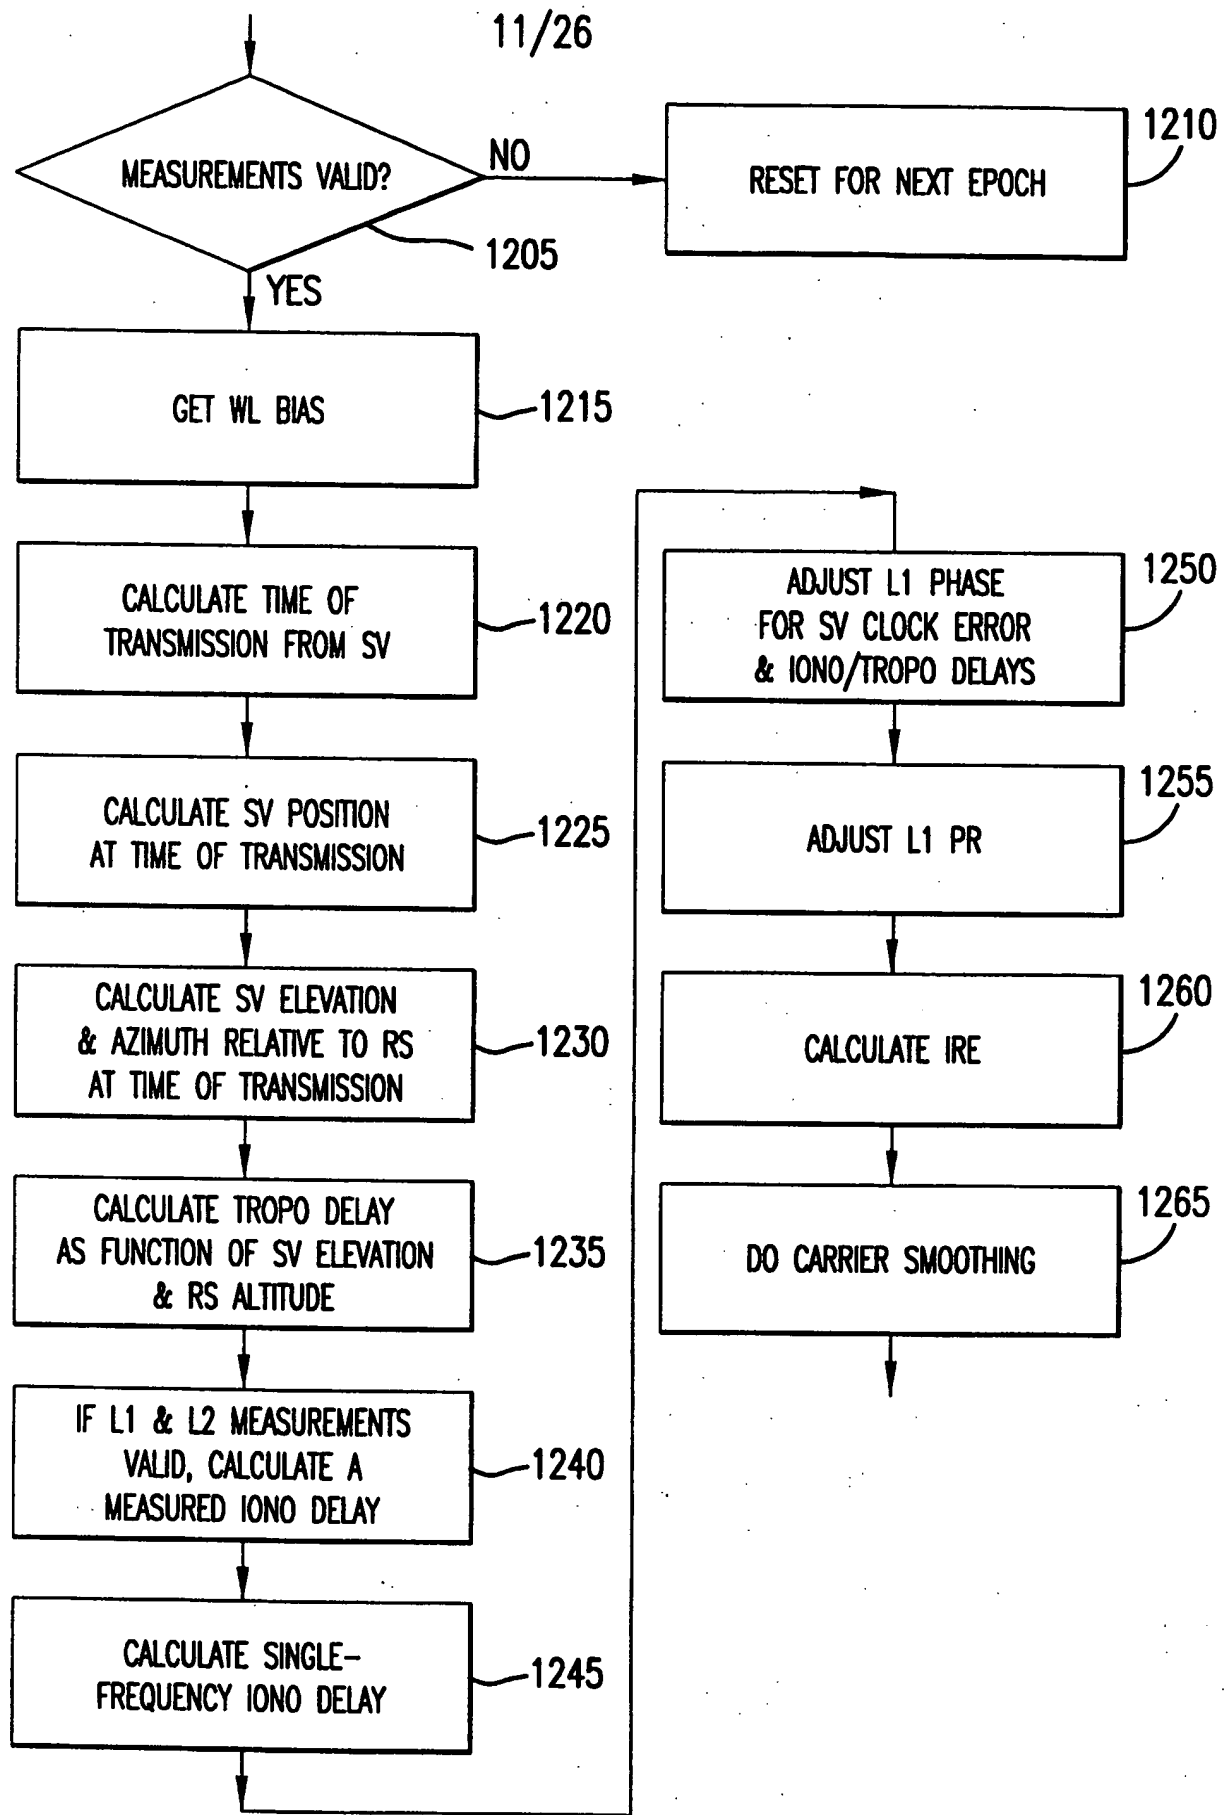 11/26
MEASUREMENTS VALID?
NO
RESET FOR NEXT EPOCH
1210
1205
YES
GET WL BIAS
1215
CALCULATE TIME OF
TRANSMISSION FROM SV
1220
CALCULATE SV POSITION
AT TIME OF TRANSMISSION
1225
CALCULATE SV ELEVATION
& AZIMUTH RELATIVE TO RS
AT TIME OF TRANSMISSION
1230
CALCULATE TROPO DELAY
AS FUNCTION OF SV ELEVATION
& RS ALTITUDE
1235
IF L1 & L2 MEASUREMENTS
VALID, CALCULATE A
MEASURED IONO DELAY
1240
CALCULATE SINGLE-
FREQUENCY IONO DELAY
1245
ADJUST L1 PHASE
FOR SV CLOCK ERROR
& IONO/TROPO DELAYS
1250
ADJUST L1 PR
1255
CALCULATE IRE
1260
DO CARRIER SMOOTHING
1265